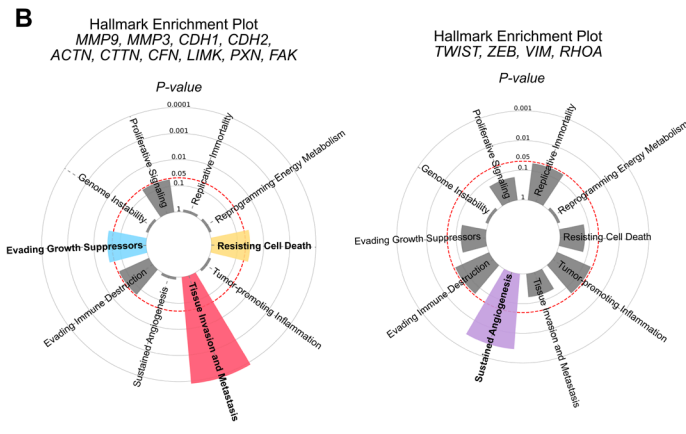 B
Hallmark Enrichment Plot
MMP9, MMP3, CDH1, CDH2,
ACTN, CTTN, CFN, LIMK, PXN, FAK
P-value
0.0001
0.001
0.01
0.05
0.1
1
Proliferative Signaling
Replicative Immortality
Reprogramming Energy Metabolism
Genome Instability
Evading Growth Suppressors
Resisting Cell Death
Evading Immune Destruction
Tumor-promoting Inflammation
Sustained Angiogenesis
Tissue Invasion and Metastasis
Hallmark Enrichment Plot
TWIST, ZEB, VIM, RHOA
P-value
0.001
0.01
0.05
0.1
1
Proliferative Signaling
Replicative Immortality
Reprogramming Energy Metabolism
Genome Instability
Evading Growth Suppressors
Resisting Cell Death
Evading Immune Destruction
Tumor-promoting Inflammation
Sustained Angiogenesis
Tissue Invasion and Metastasis